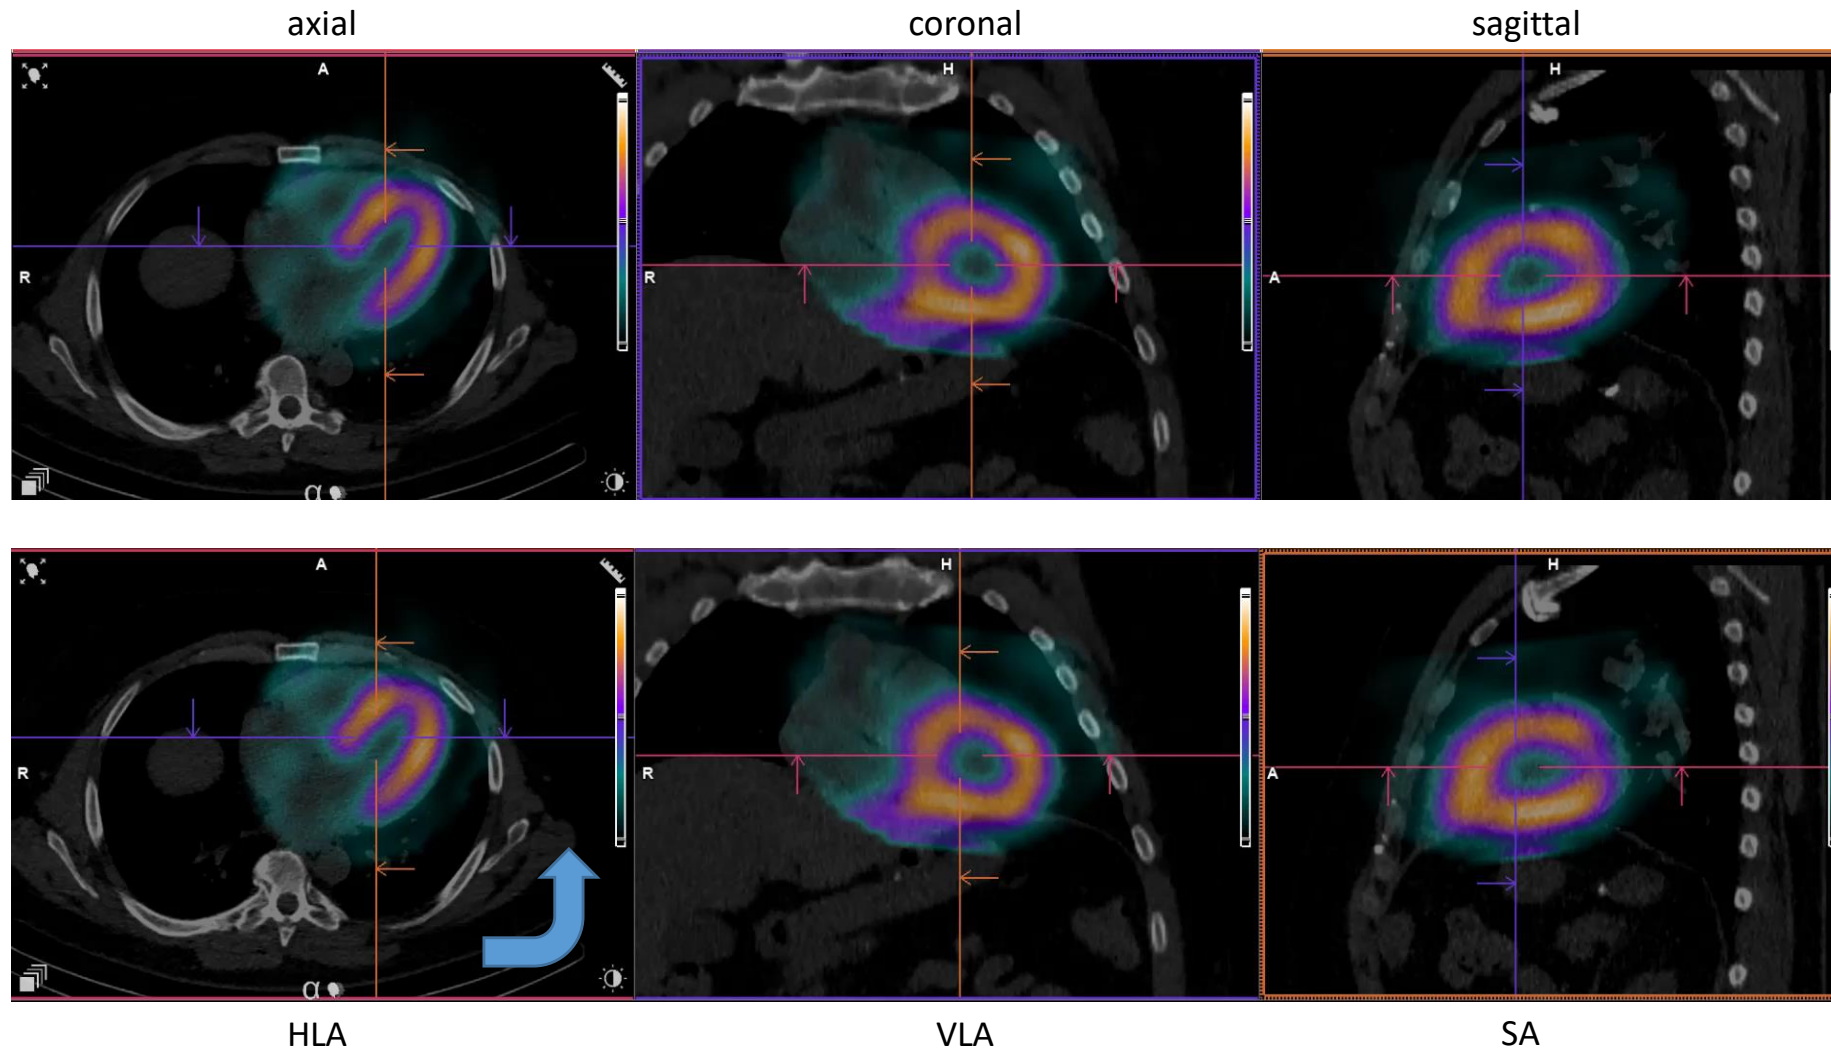 axial coronal sagittal
A H H
R R A
α
A H H
R R A
α
HLA VLA SA